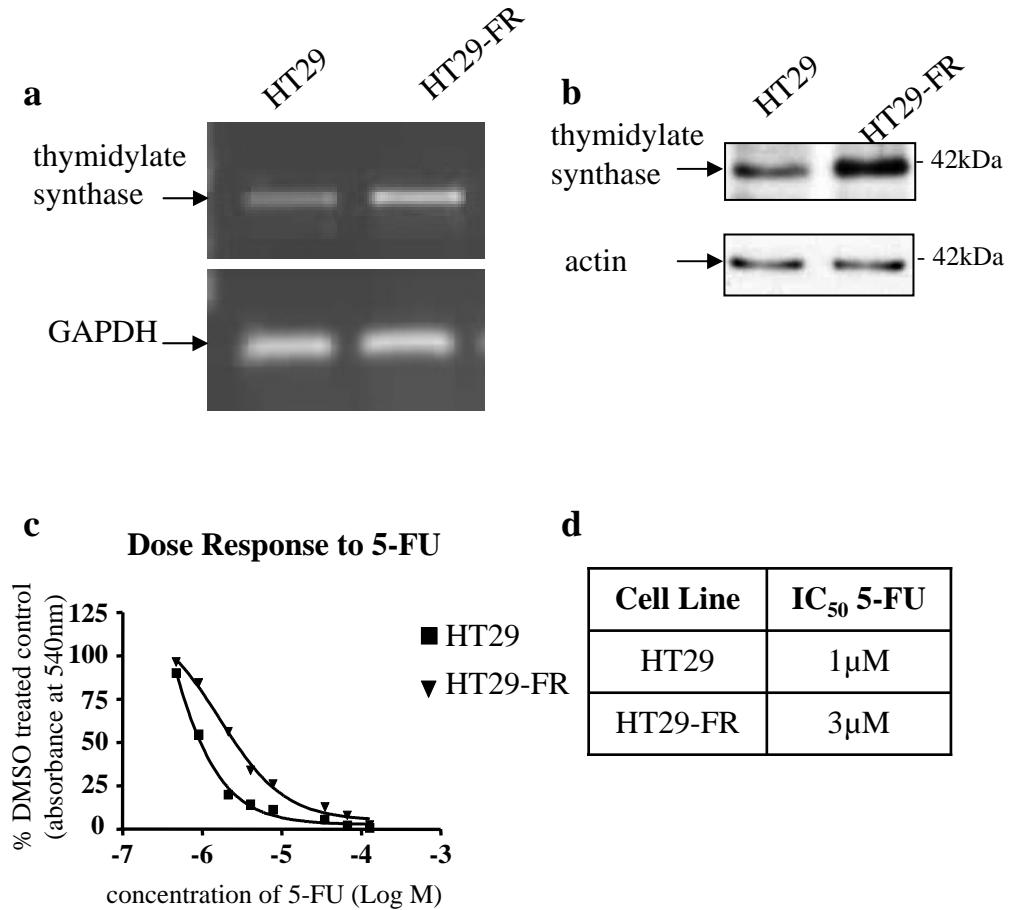 a
HT29
HT29-FR
thymidylate
synthase
GAPDH
b
HT29
HT29-FR
thymidylate
synthase
- 42kDa
actin
- 42kDa
c
Dose Response to 5-FU
% DMSO treated control
(absorbance at 540nm)
125
100
75
50
25
0
-7
-6
-5
-4
-3
concentration of 5-FU (Log M)
HT29
HT29-FR
d
Cell Line IC₅₀ 5-FU
HT29 1μM
HT29-FR 3μM